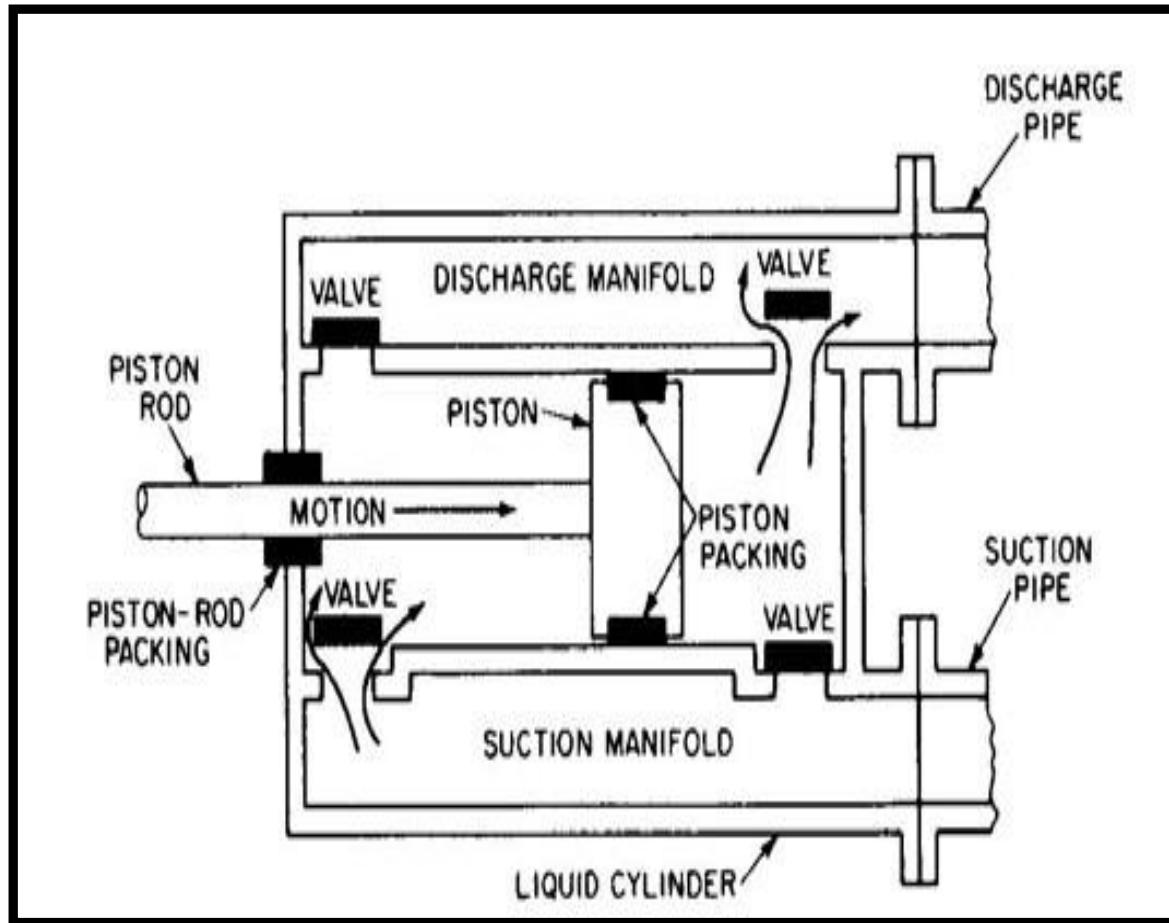 DISCHARGE
PIPE
DISCHARGE MANIFOLD
VALVE
VALVE
PISTON
ROD
PISTON
MOTION
PISTON
PACKING
SUCTION
PIPE
PISTON-ROD
PACKING
VALVE
VALVE
SUCTION MANIFOLD
LIQUID CYLINDER